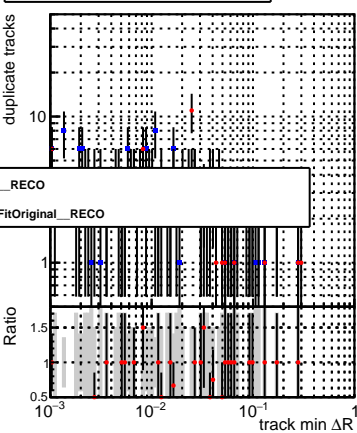 duplicate tracks
10
__RECO
FitOriginal__RECO
1
Ratio
1.5
1
0.5
10⁻³ 10⁻² 10⁻¹ 1
track min ΔR